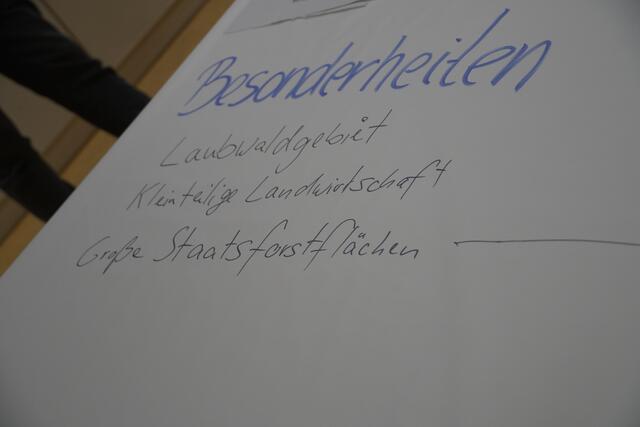 Besonderheiten
Laubwaldgebiet
Kleinteilige Landwirtschaft
Große Staatsforstflächen